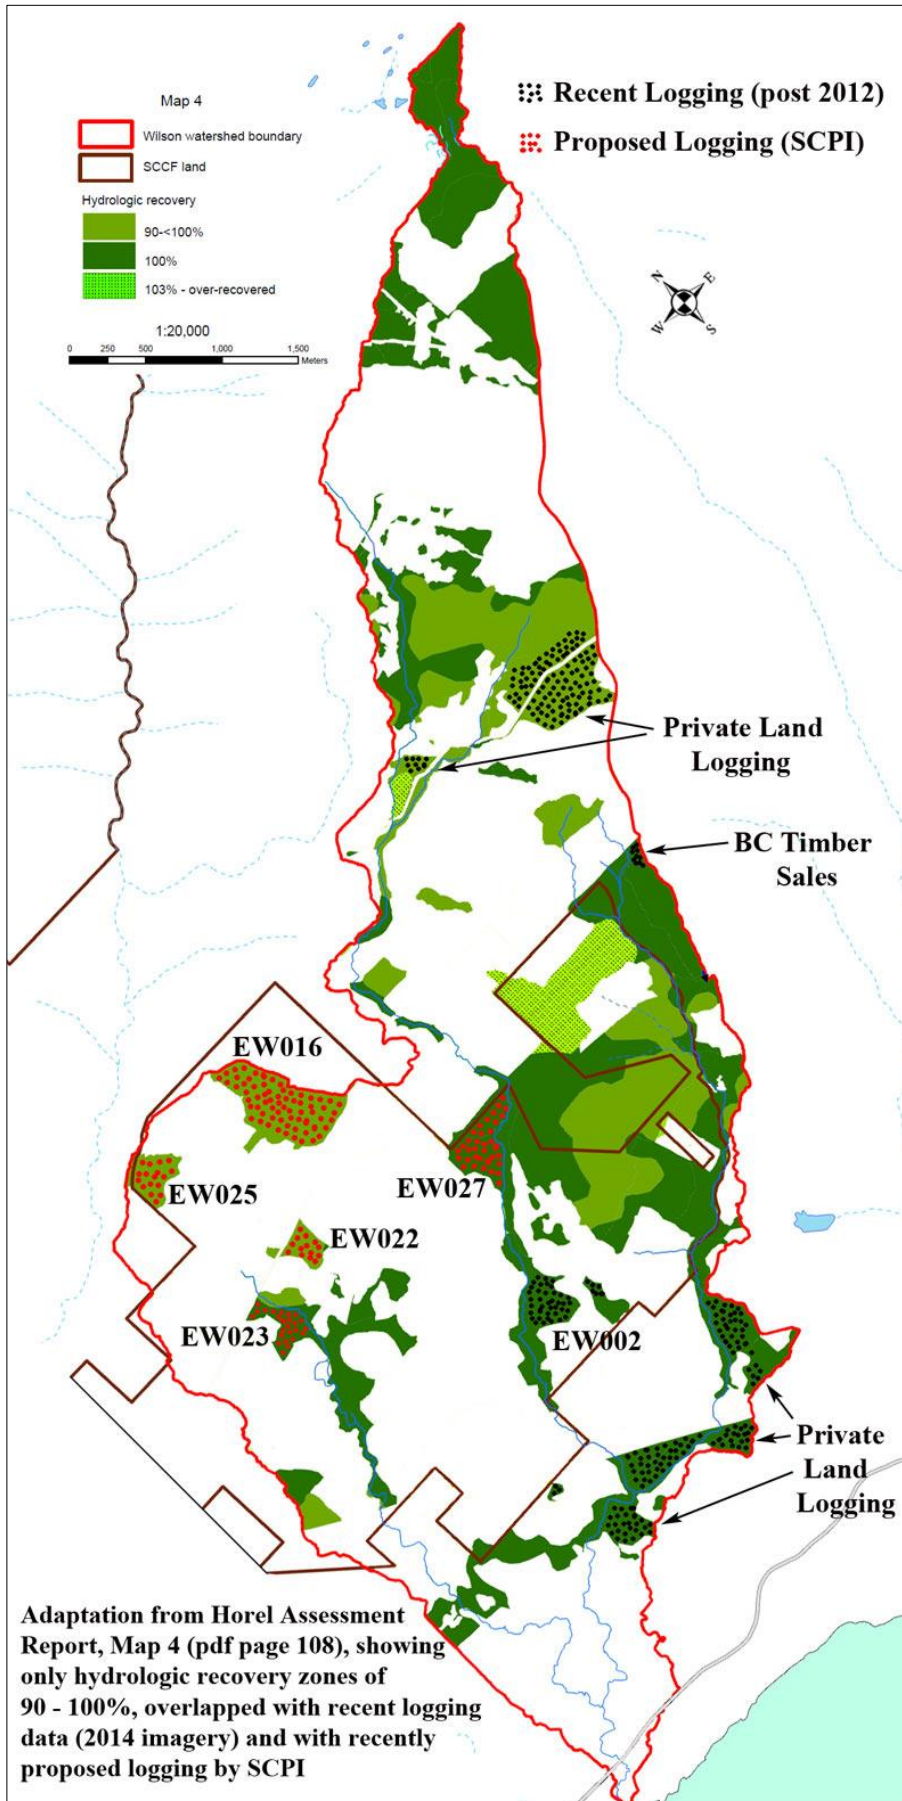 Map 4
Wilson watershed boundary
SCCF land
Hydrologic recovery
90-<100%
100%
103% - over-recovered
1:20,000
0 250 500 1,000 1,500
Meters
Recent Logging (post 2012)
Proposed Logging (SCPI)
N
E
W
S
Private Land
Logging
BC Timber
Sales
EW016
EW025
EW027
EW022
EW023
EW002
Private
Land
Logging
Adaptation from Horel Assessment
Report, Map 4 (pdf page 108), showing
only hydrologic recovery zones of
90 - 100%, overlapped with recent logging
data (2014 imagery) and with recently
proposed logging by SCPI